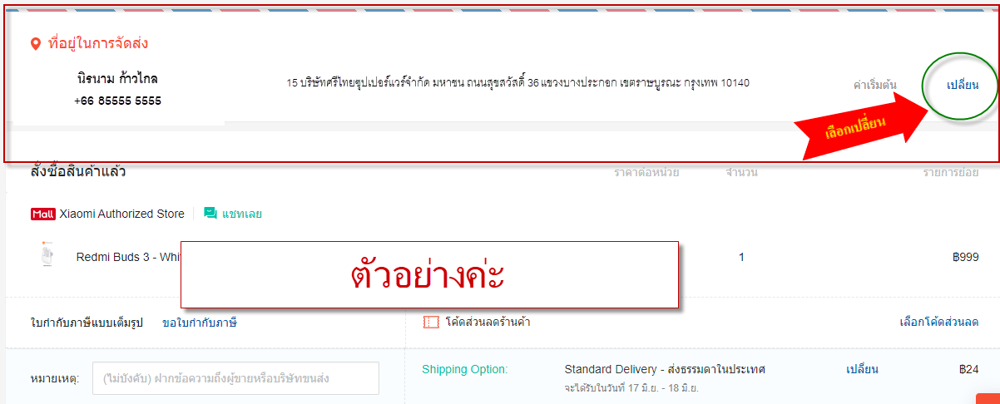 ที่อยู่ในการจัดส่ง
นิรนาม ก้าวไกล
+66 85555 5555
15 บริษัทศรีไทยซุปเปอร์แวร์จำกัด มหาชน ถนนสุขสวัสดิ์ 36 แขวงบางปะกอก เขตราษบูรณะ กรุงเทพ 10140
ค่าเริ่มต้น
เปลี่ยน
เลือกเปลี่ยน
สั่งซื้อสินค้าแล้ว
ราคาต่อหน่วย
จำนวน
รายการย่อย
Mall Xiaomi Authorized Store
แชทเลย
Redmi Buds 3 -
1
฿999
ตัวอย่างค่ะ
ใบกำกับภาษีแบบเต็มรูป
ขอใบกำกับภาษี
โค้ดส่วนลดร้านค้า
เลือกโค้ดส่วนลด
หมายเหตุ:
(ไม่บังคับ) ฝากข้อความถึงผู้ขายหรือบริษัทขนส่ง
Shipping Option:
Standard Delivery - ส่งธรรมดาในประเทศ
เปลี่ยน
฿24
จะได้รับในวันที่ 17 มิ.ย. - 18 มิ.ย.